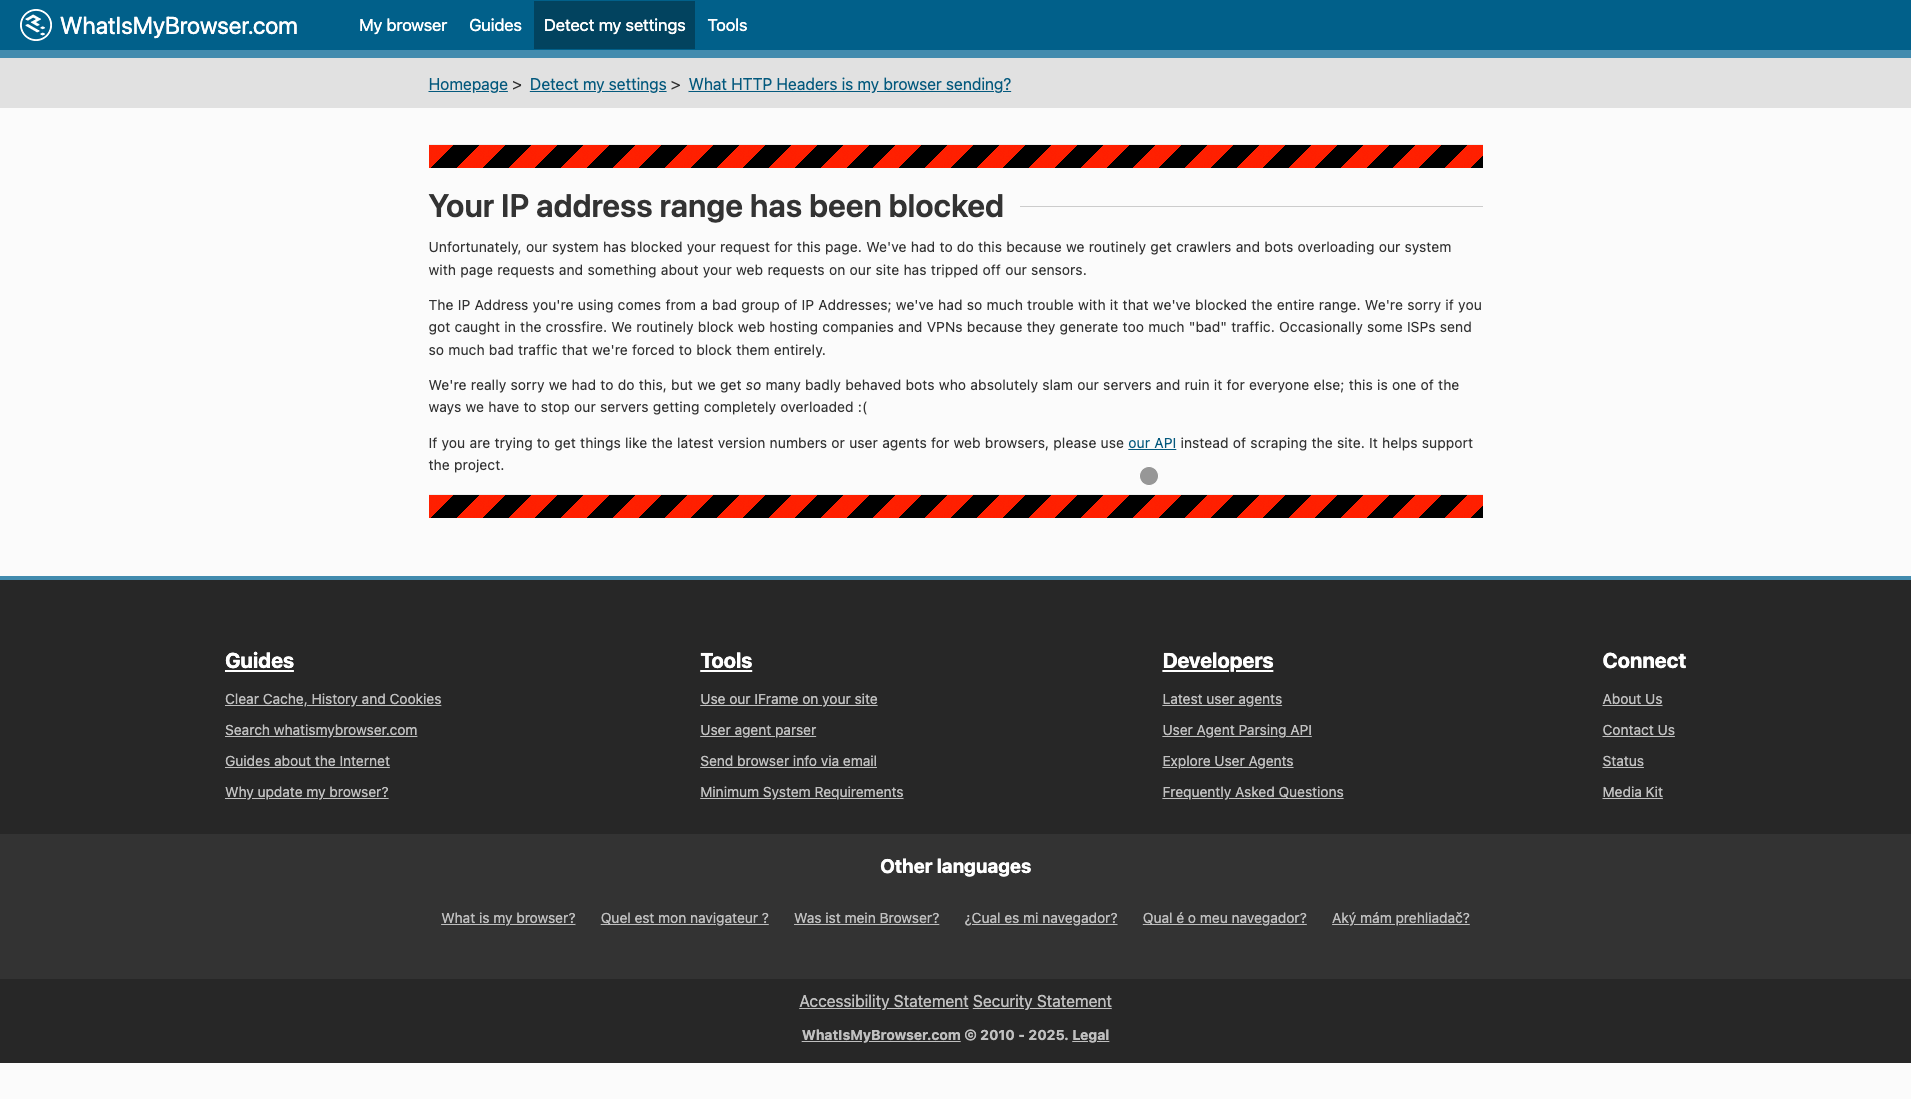 WhatIsMyBrowser.com
My browser Guides Detect my settings Tools
Homepage > Detect my settings > What HTTP Headers is my browser sending?
Your IP address range has been blocked
Unfortunately, our system has blocked your request for this page. We've had to do this because we routinely get crawlers and bots overloading our system
with page requests and something about your web requests on our site has tripped off our sensors.
The IP Address you're using comes from a bad group of IP Addresses; we've had so much trouble with it that we've blocked the entire range. We're sorry if you
got caught in the crossfire. We routinely block web hosting companies and VPNs because they generate too much "bad" traffic. Occasionally some ISPs send
so much bad traffic that we're forced to block them entirely.
We're really sorry we had to do this, but we get so many badly behaved bots who absolutely slam our servers and ruin it for everyone else; this is one of the
ways we have to stop our servers getting completely overloaded :(
If you are trying to get things like the latest version numbers or user agents for web browsers, please use our API instead of scraping the site. It helps support
the project.
Guides
Clear Cache, History and Cookies
Search whatismybrowser.com
Guides about the Internet
Why update my browser?
Tools
Use our IFrame on your site
User agent parser
Send browser info via email
Minimum System Requirements
Developers
Latest user agents
User Agent Parsing API
Explore User Agents
Frequently Asked Questions
Connect
About Us
Contact Us
Status
Media Kit
Other languages
What is my browser? Quel est mon navigateur ? Was ist mein Browser? ¿Cual es mi navegador? Qual é o meu navegador? Aký mám prehliadač?
Accessibility Statement Security Statement
WhatIsMyBrowser.com © 2010 - 2025. Legal